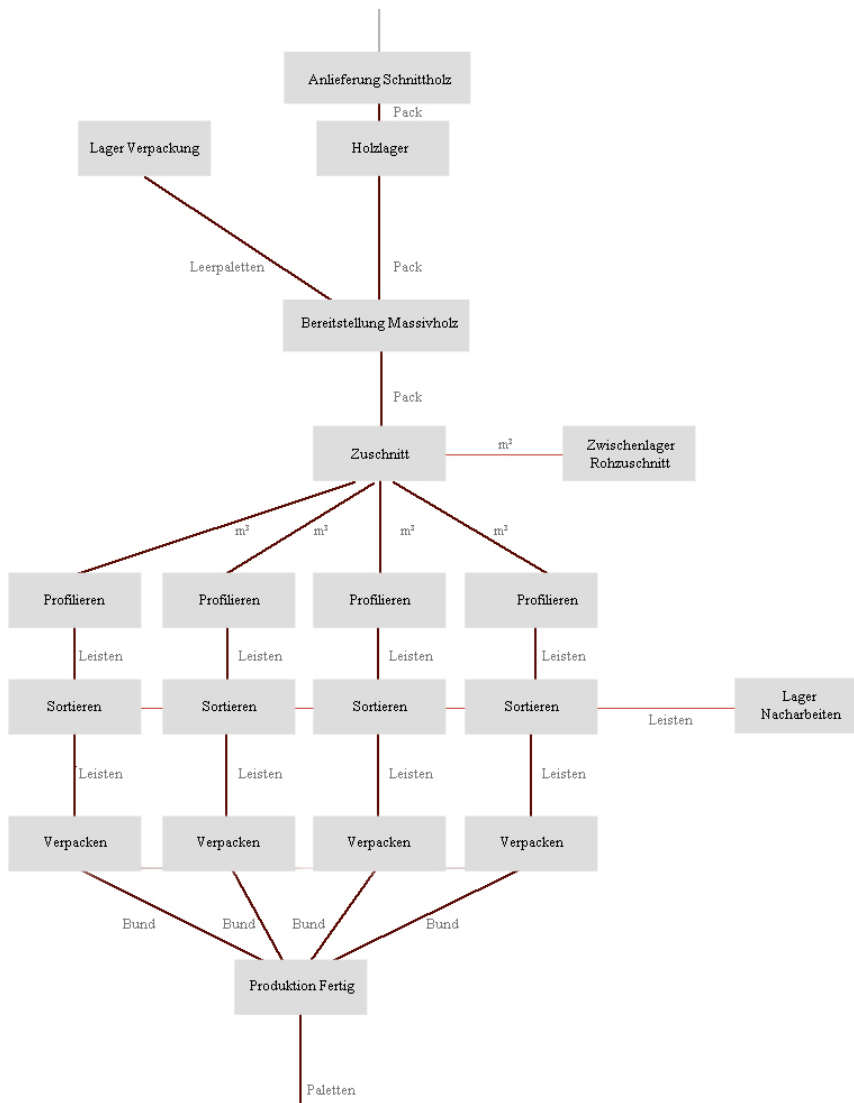 Anlieferung Schnittholz
Pack
Lager Verpackung
Holzlager
Leerpaletten
Pack
Bereitstellung Massivholz
Pack
Zuschnitt
m³
Zwischenlager
Rohzuschnitt
m³
m³
m³
m³
Profilieren
Profilieren
Profilieren
Profilieren
Leisten
Leisten
Leisten
Leisten
Sortieren
Sortieren
Sortieren
Sortieren
Leisten
Lager
Nacharbeiten
Leisten
Leisten
Leisten
Leisten
Verpacken
Verpacken
Verpacken
Verpacken
Bund
Bund
Bund
Bund
Produktion Fertig
Paletten